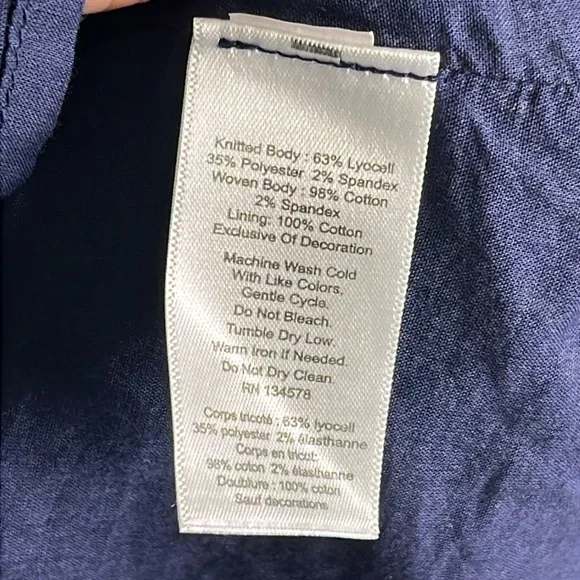 Knitted Body : 63% Lyocell
35% Polyester 2% Spandex
Woven Body : 98% Cotton
2% Spandex
Lining: 100% Cotton
Exclusive Of Decoration
Machine Wash Cold
With Like Colors,
Gentle Cycle.
Do Not Bleach.
Tumble Dry Low.
Warm Iron If Needed.
Do Not Dry Clean.
RN 134578
Corps tricoté : 63% lyocell
35% polyester 2% élasthanne
Corps en tricut:
98% coton 2% élasthanne
Doublure : 100% coton
Sauf decorations